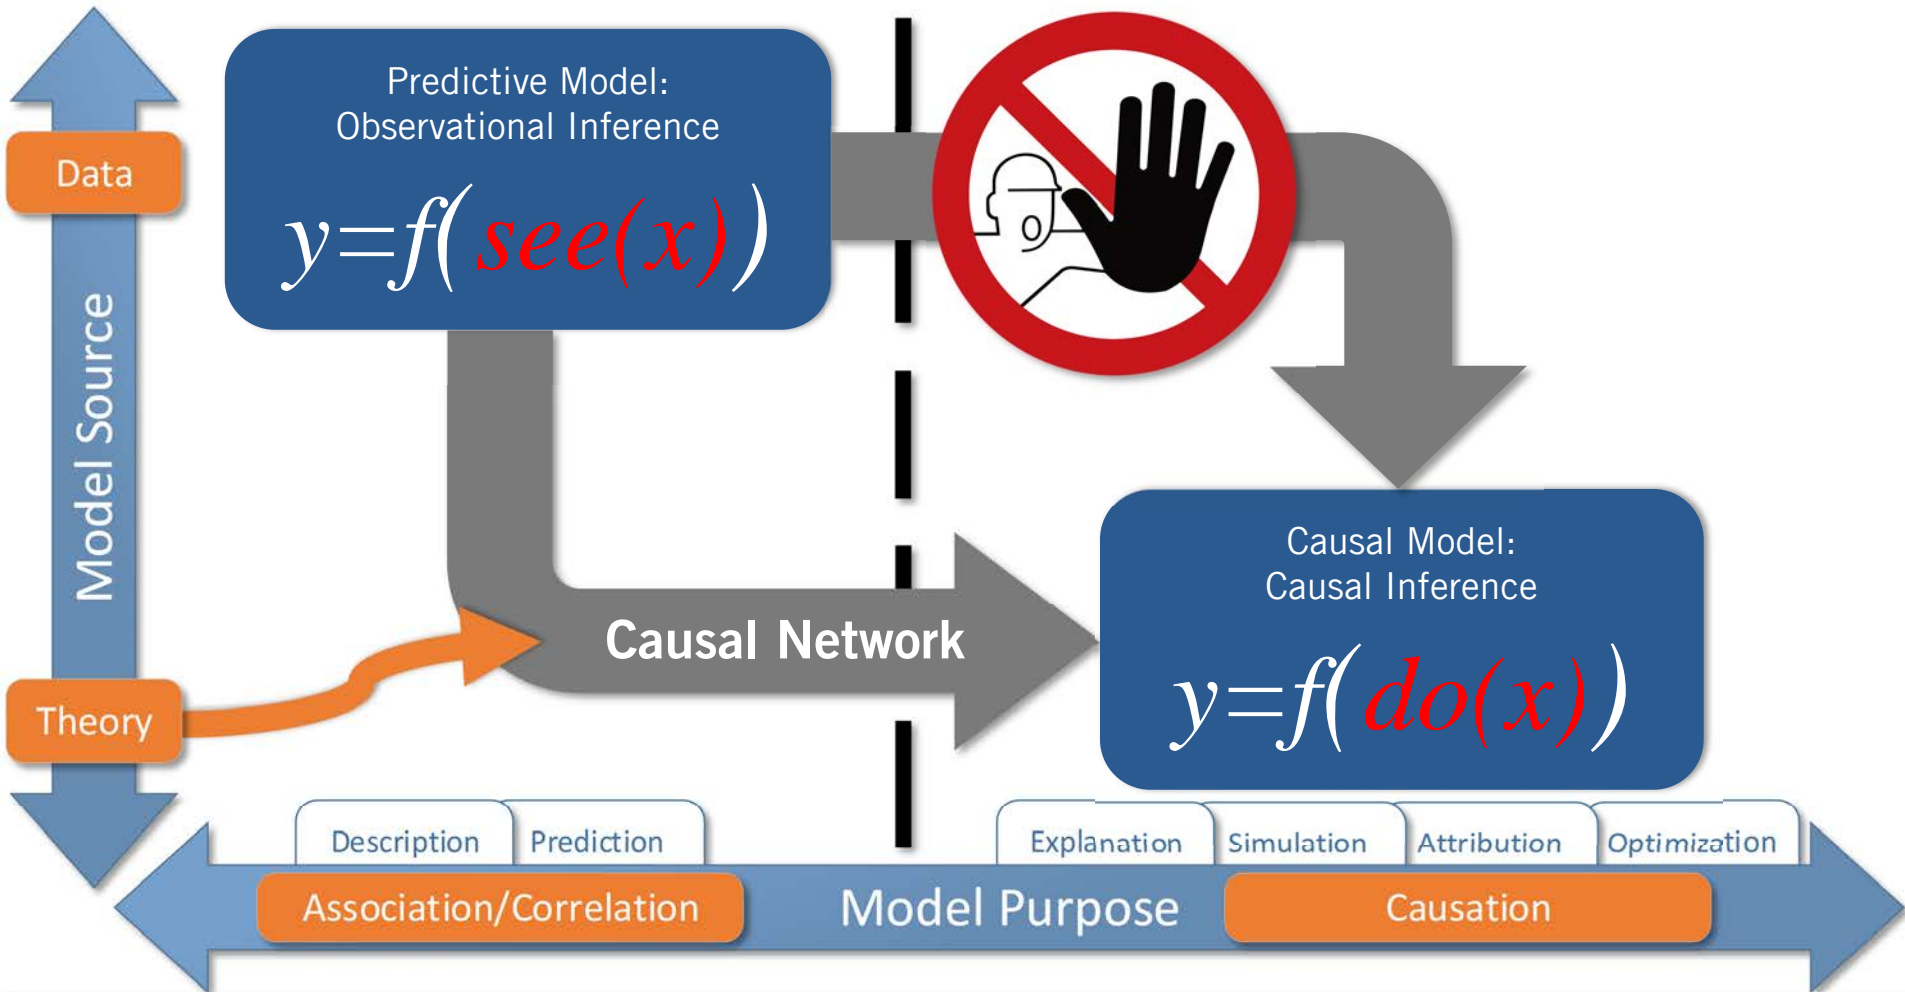 Predictive Model:
Observational Inference
y=f(see(x))
Data
Model Source
Theory
Causal Network
Causal Model:
Causal Inference
y=f(do(x))
Description
Prediction
Explanation
Simulation
Attribution
Optimization
Association/Correlation
Model Purpose
Causation